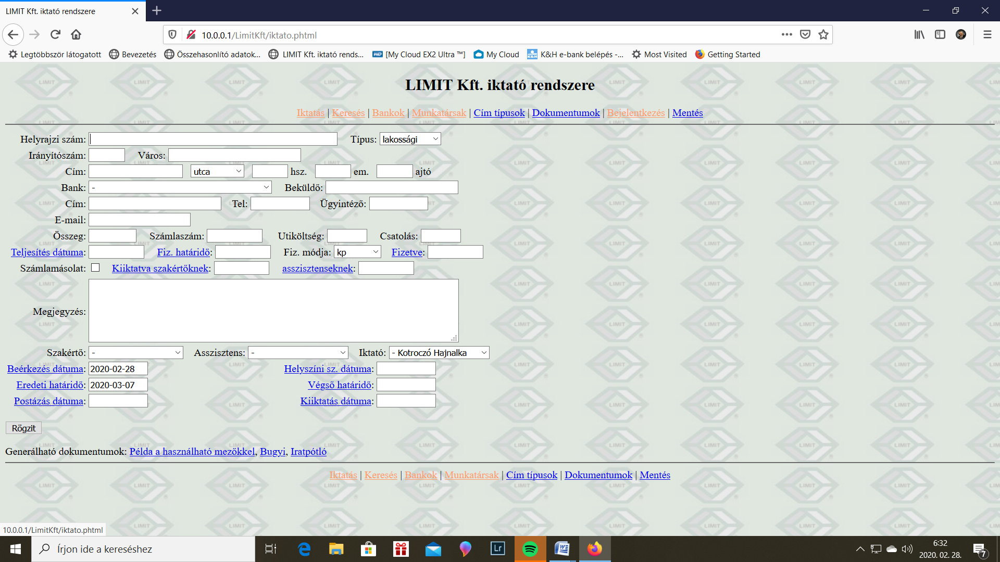 LIMIT Kft. iktató rendszere
10.0.0.1/LimitKft/iktato.phtml
Legtöbbször látogatott Bevezetés Összehasonlító adatok... LIMIT Kft. iktató rends... [My Cloud EX2 Ultra ™] My Cloud K&H e-bank belépés -... Most Visited Getting Started
LIMIT Kft. iktató rendszere
Iktatás | Keresés | Bankok | Munkatársak | Cím típusok | Dokumentumok | Bejelentkezés | Mentés
Helyrajzi szám: Típus: lakossági
Irányítószám: Város:
Cím: utca hsz. em. ajtó
Bank: - Beküldő:
Cím: Tel: Ügyintéző:
E-mail:
Összeg: Számlaszám: Utiköltség: Csatolás:
Teljesítés dátuma: Fiz. határidő: Fiz. módja: kp Fizetve:
Számlamásolat: Kiiktatva szakértőknek: asszisztenseknek:
Megjegyzés:
Szakértő: - Asszisztens: - Iktató: - Kotroczó Hajnalka
Beérkezés dátuma: 2020-02-28 Helyszíni sz. dátuma:
Eredeti határidő: 2020-03-07 Végső határidő:
Postázás dátuma: Kiiktatás dátuma:
Rögzit
Generálható dokumentumok: Példa a használható mezőkkel, Bugyi, Iratpótló
Iktatás | Keresés | Bankok | Munkatársak | Cím típusok | Dokumentumok | Mentés
10.0.0.1/LimitKft/iktato.phtml
Írjon ide a kereséshez
Lr
6:32
2020. 02. 28.
7